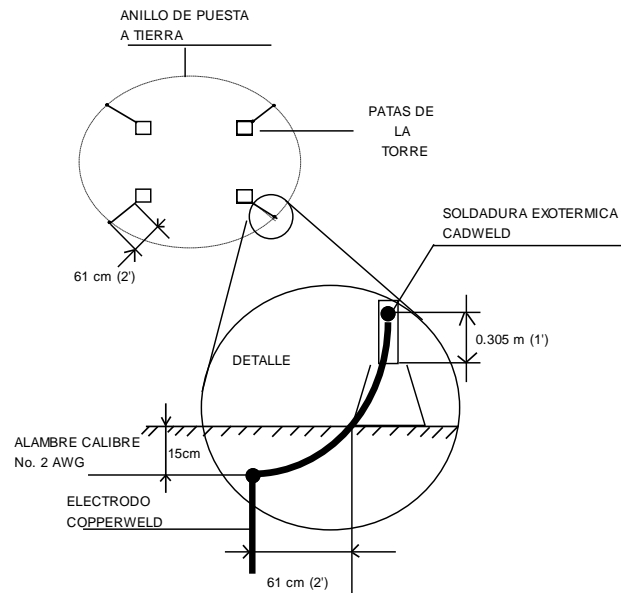 ANILLO DE PUESTA
A TIERRA
PATAS DE
LA
TORRE
SOLDADURA EXOTERMICA
CADWELD
61 cm (2')
0.305 m (1')
DETALLE
ALAMBRE CALIBRE
No. 2 AWG
15cm
ELECTRODO
COPPERWELD
61 cm (2')